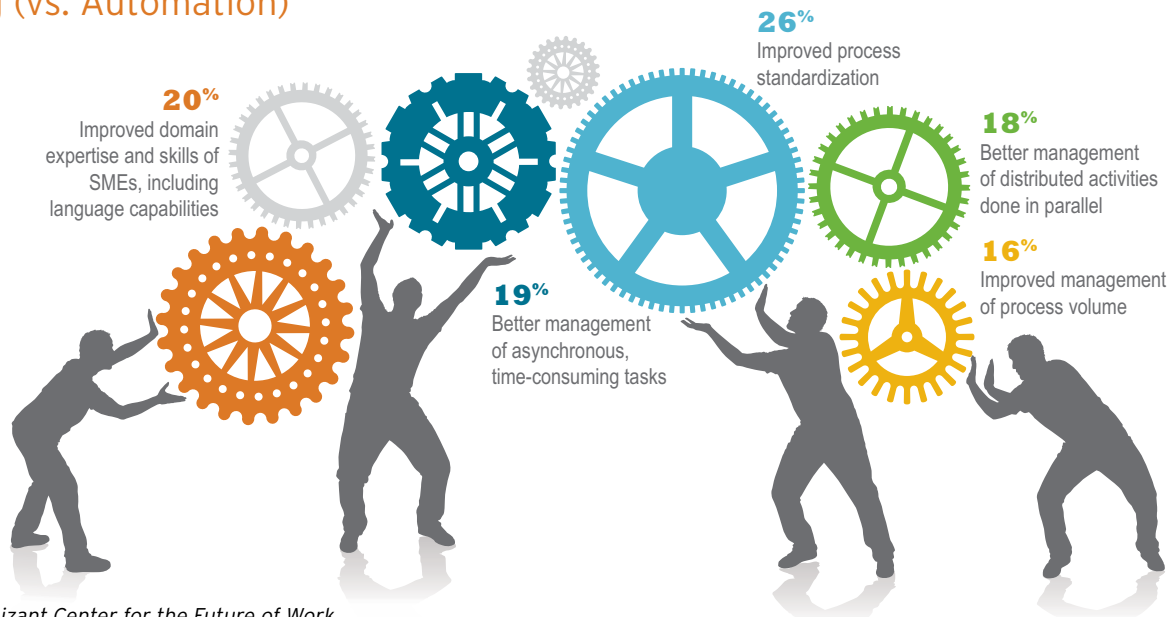 (vs. Automation)
26%
Improved process
standardization
20%
Improved domain
expertise and skills of
SMEs, including
language capabilities
18%
Better management
of distributed activities
done in parallel
16%
Improved management
of process volume
19%
Better management
of asynchronous,
time-consuming tasks
Center for the Future of Work